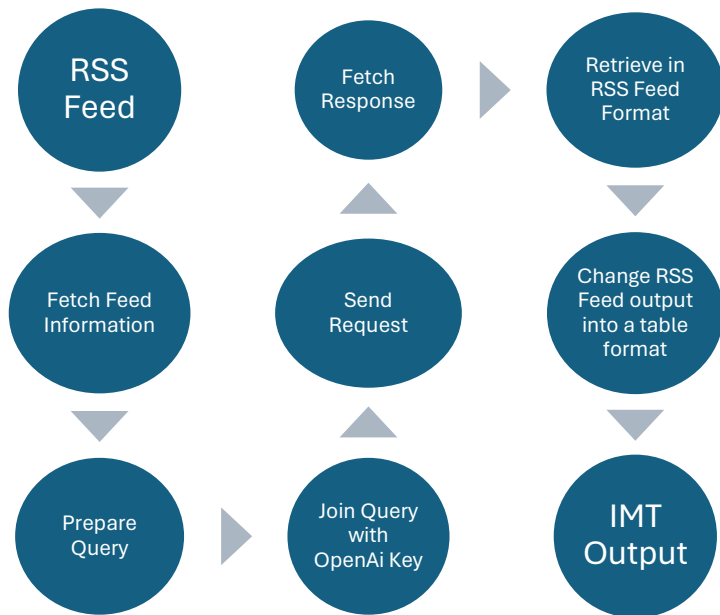 RSS
Feed
Fetch Feed
Information
Prepare
Query
Join Query
with
OpenAi Key
Send
Request
Fetch
Response
Retrieve in
RSS Feed
Format
Change RSS
Feed output
into a table
format
IMT
Output